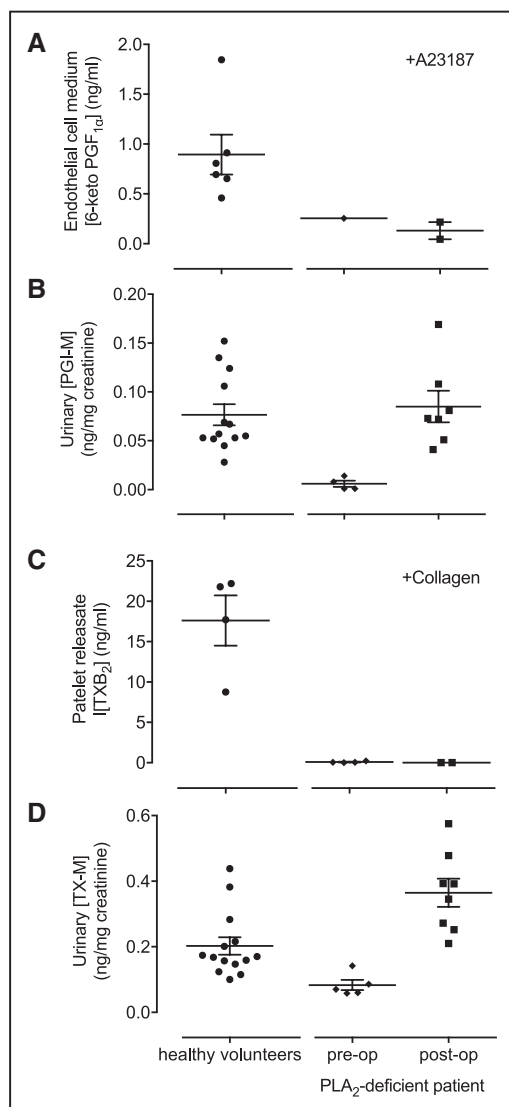 A
+A23187
Endothelial cell medium
[6-keto PGF1α] (ng/ml)
2.0
1.5
1.0
0.5
0.0
B
Urinary [PGI-M]
(ng/mg creatinine)
0.20
0.15
0.10
0.05
0.00
C
+Collagen
Patelet releasate
l[TXB2] (ng/ml)
25
20
15
10
5
0
D
Urinary [TX-M]
(ng/mg creatinine)
0.6
0.4
0.2
0.0
healthy volunteers
pre-op
post-op
PLA2-deficient patient